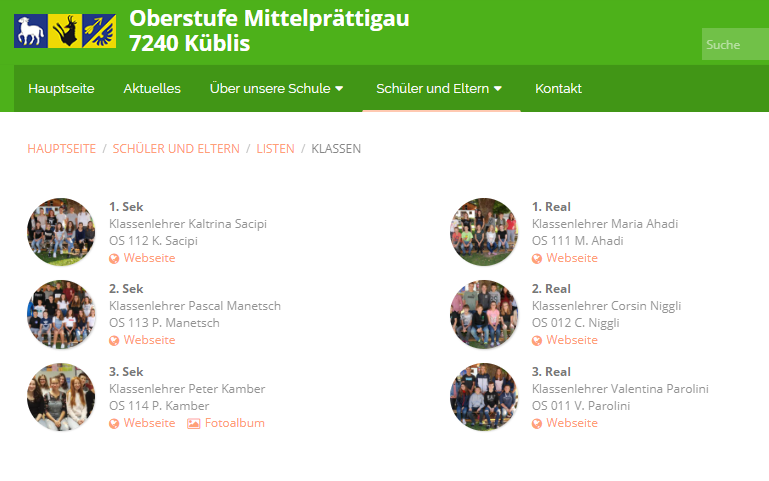 Oberstufe Mittelprättigau
7240 Küblis
Suche
Hauptseite Aktuelles Über unsere Schule Schüler und Eltern Kontakt
HAUPTSEITE / SCHÜLER UND ELTERN / LISTEN / KLASSEN
1. Sek
Klassenlehrer Kaltrina Sacipi
OS 112 K. Sacipi
Webseite
2. Sek
Klassenlehrer Pascal Manetsch
OS 113 P. Manetsch
Webseite
3. Sek
Klassenlehrer Peter Kamber
OS 114 P. Kamber
Webseite Fotoalbum
1. Real
Klassenlehrer Maria Ahadi
OS 111 M. Ahadi
Webseite
2. Real
Klassenlehrer Corsin Niggli
OS 012 C. Niggli
Webseite
3. Real
Klassenlehrer Valentina Parolini
OS 011 V. Parolini
Webseite